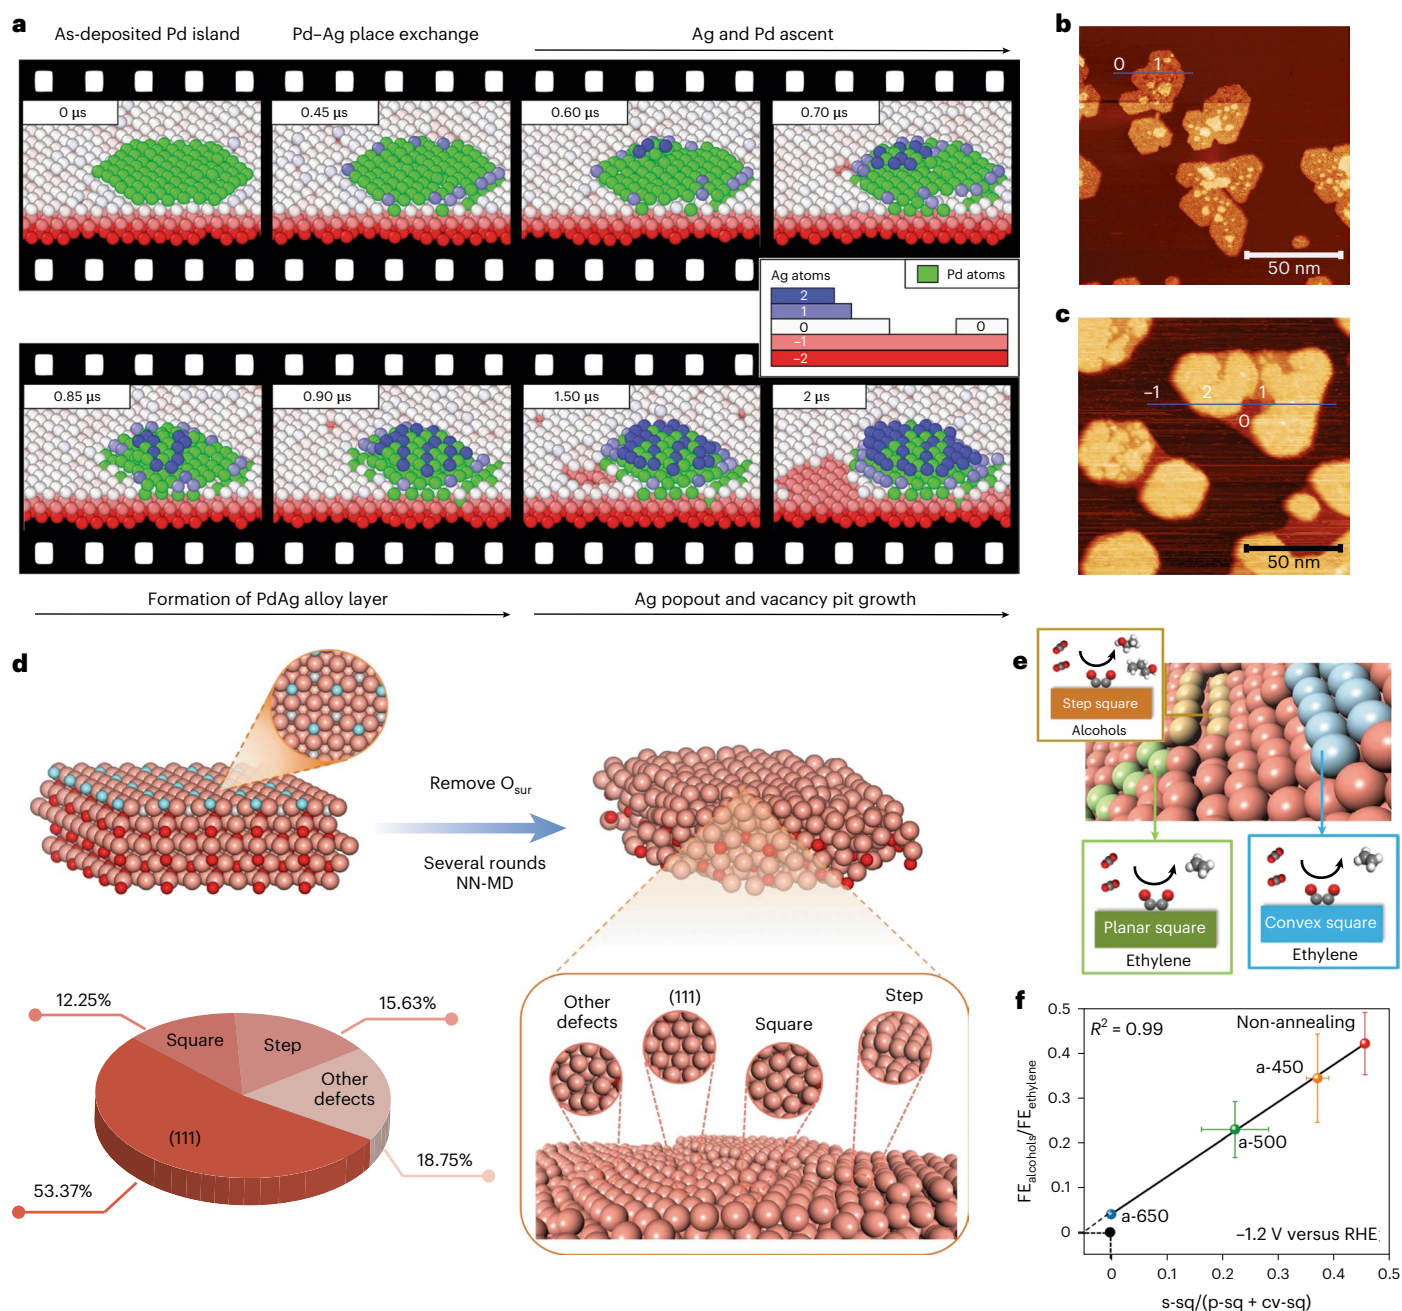 a
As-deposited Pd island
Pd–Ag place exchange
Ag and Pd ascent
0 µs
0.45 µs
0.60 µs
0.70 µs
Ag atoms
Pd atoms
2
1
0
0
−1
−2
0.85 µs
0.90 µs
1.50 µs
2 µs
Formation of PdAg alloy layer
Ag popout and vacancy pit growth
b
0 1
50 nm
c
−1 2 1
0
50 nm
d
Remove Osur
Several rounds
NN-MD
12.25%
15.63%
Square
Step
Other
defects
(111)
18.75%
53.37%
Other
defects
(111)
Square
Step
e
Step square
Alcohols
Planar square
Ethylene
Convex square
Ethylene
f
0.5
0.4
0.3
0.2
0.1
0
FEalcohols/FEethylene
R² = 0.99
Non-annealing
a-450
a-500
a-650
−1.2 V versus RHE
0 0.1 0.2 0.3 0.4 0.5
s-sq/(p-sq + cv-sq)